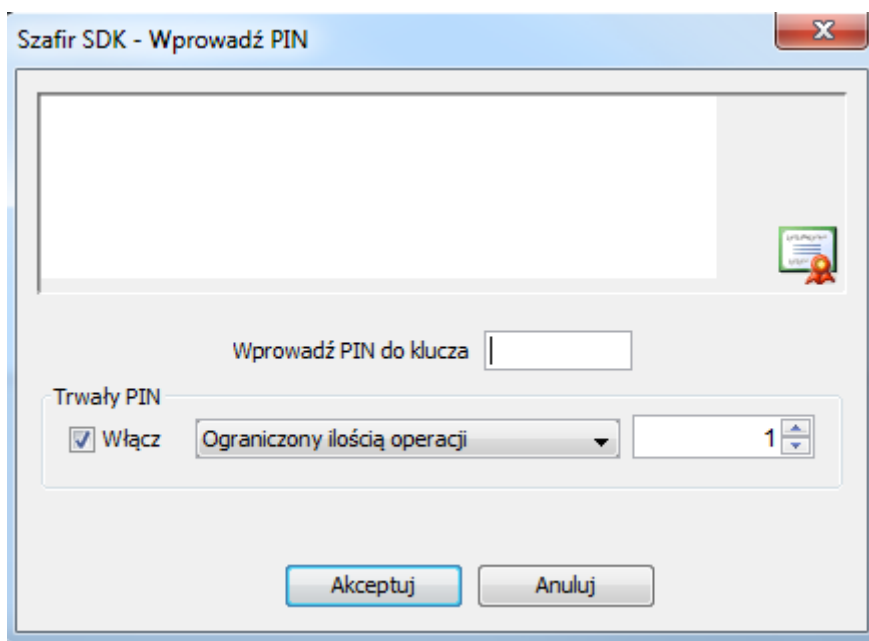 Szafir SDK - Wprowadź PIN
Wprowadź PIN do klucza
Trwały PIN
Włącz Ograniczony ilością operacji 1
Akceptuj Anuluj